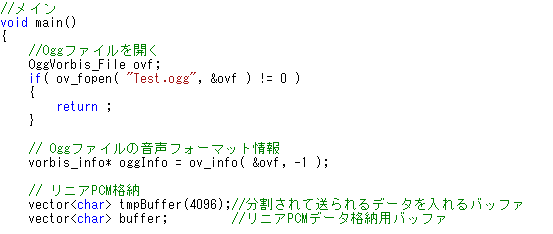 //メイン
void main()
{
    //Oggファイルを開く
    OggVorbis_File ovf;
    if( ov_fopen( "Test.ogg", &ovf ) != 0 )
    {
        return ;
    }

    // Oggファイルの音声フォーマット情報
    vorbis_info* oggInfo = ov_info( &ovf, -1 );

    // リニアPCM格納
    vector<char> tmpBuffer(4096);//分割されて送られるデータを入れるバッファ
    vector<char> buffer;         //リニアPCMデータ格納用バッファ